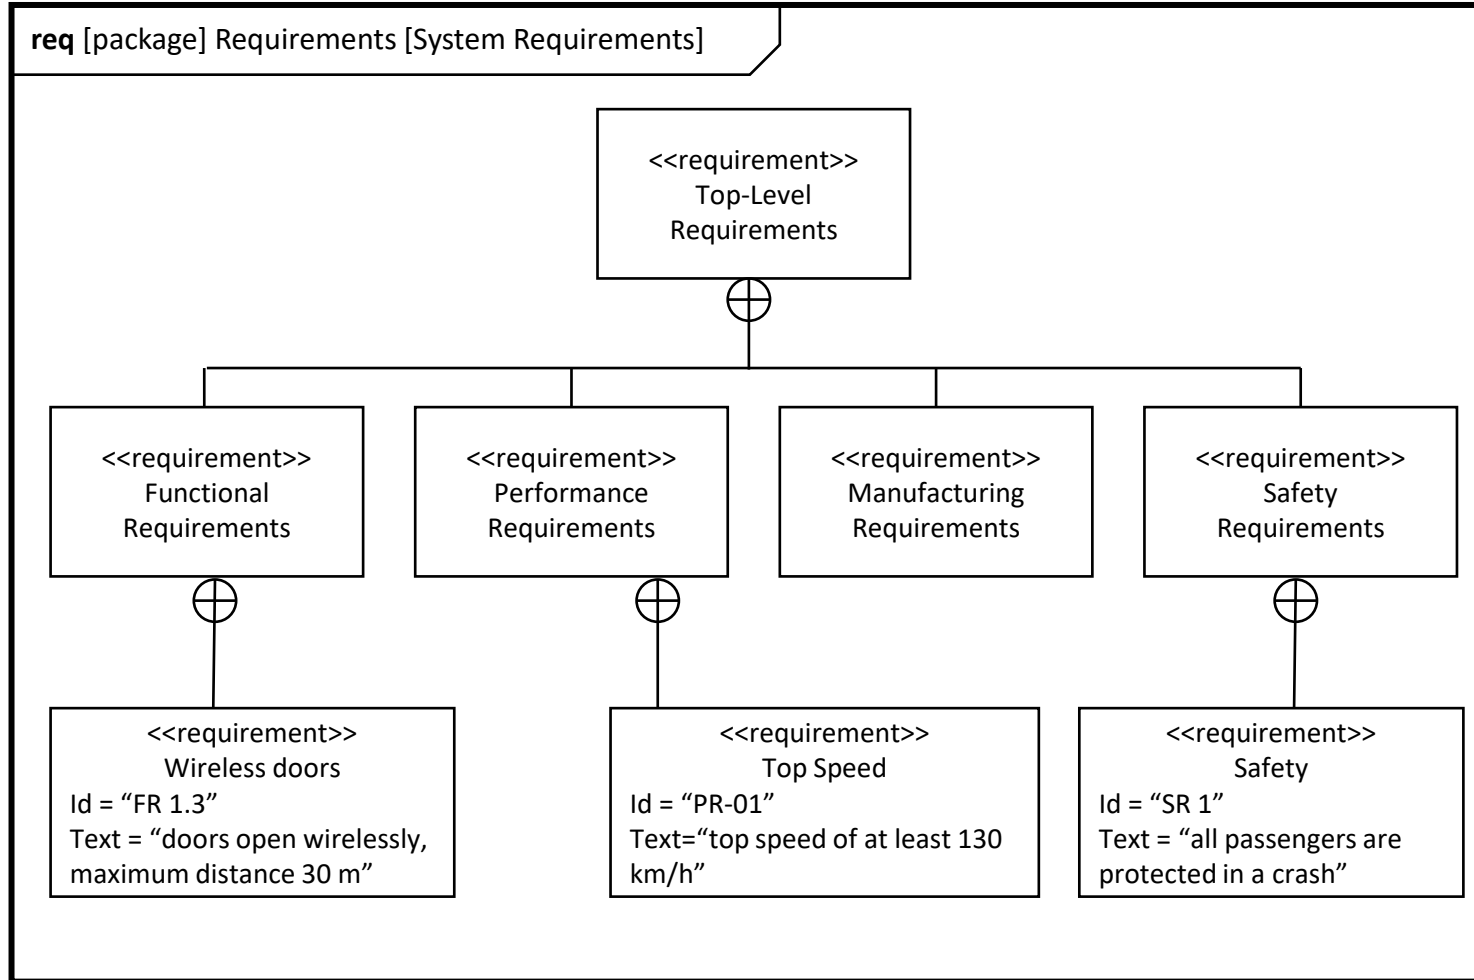 req [package] Requirements [System Requirements]
<<requirement>>
Top-Level
Requirements
<<requirement>>
Functional
Requirements
<<requirement>>
Performance
Requirements
<<requirement>>
Manufacturing
Requirements
<<requirement>>
Safety
Requirements
<<requirement>>
Wireless doors
Id = “FR 1.3”
Text = “doors open wirelessly,
maximum distance 30 m”
<<requirement>>
Top Speed
Id = “PR-01”
Text=“top speed of at least 130
km/h”
<<requirement>>
Safety
Id = “SR 1”
Text = “all passengers are
protected in a crash”